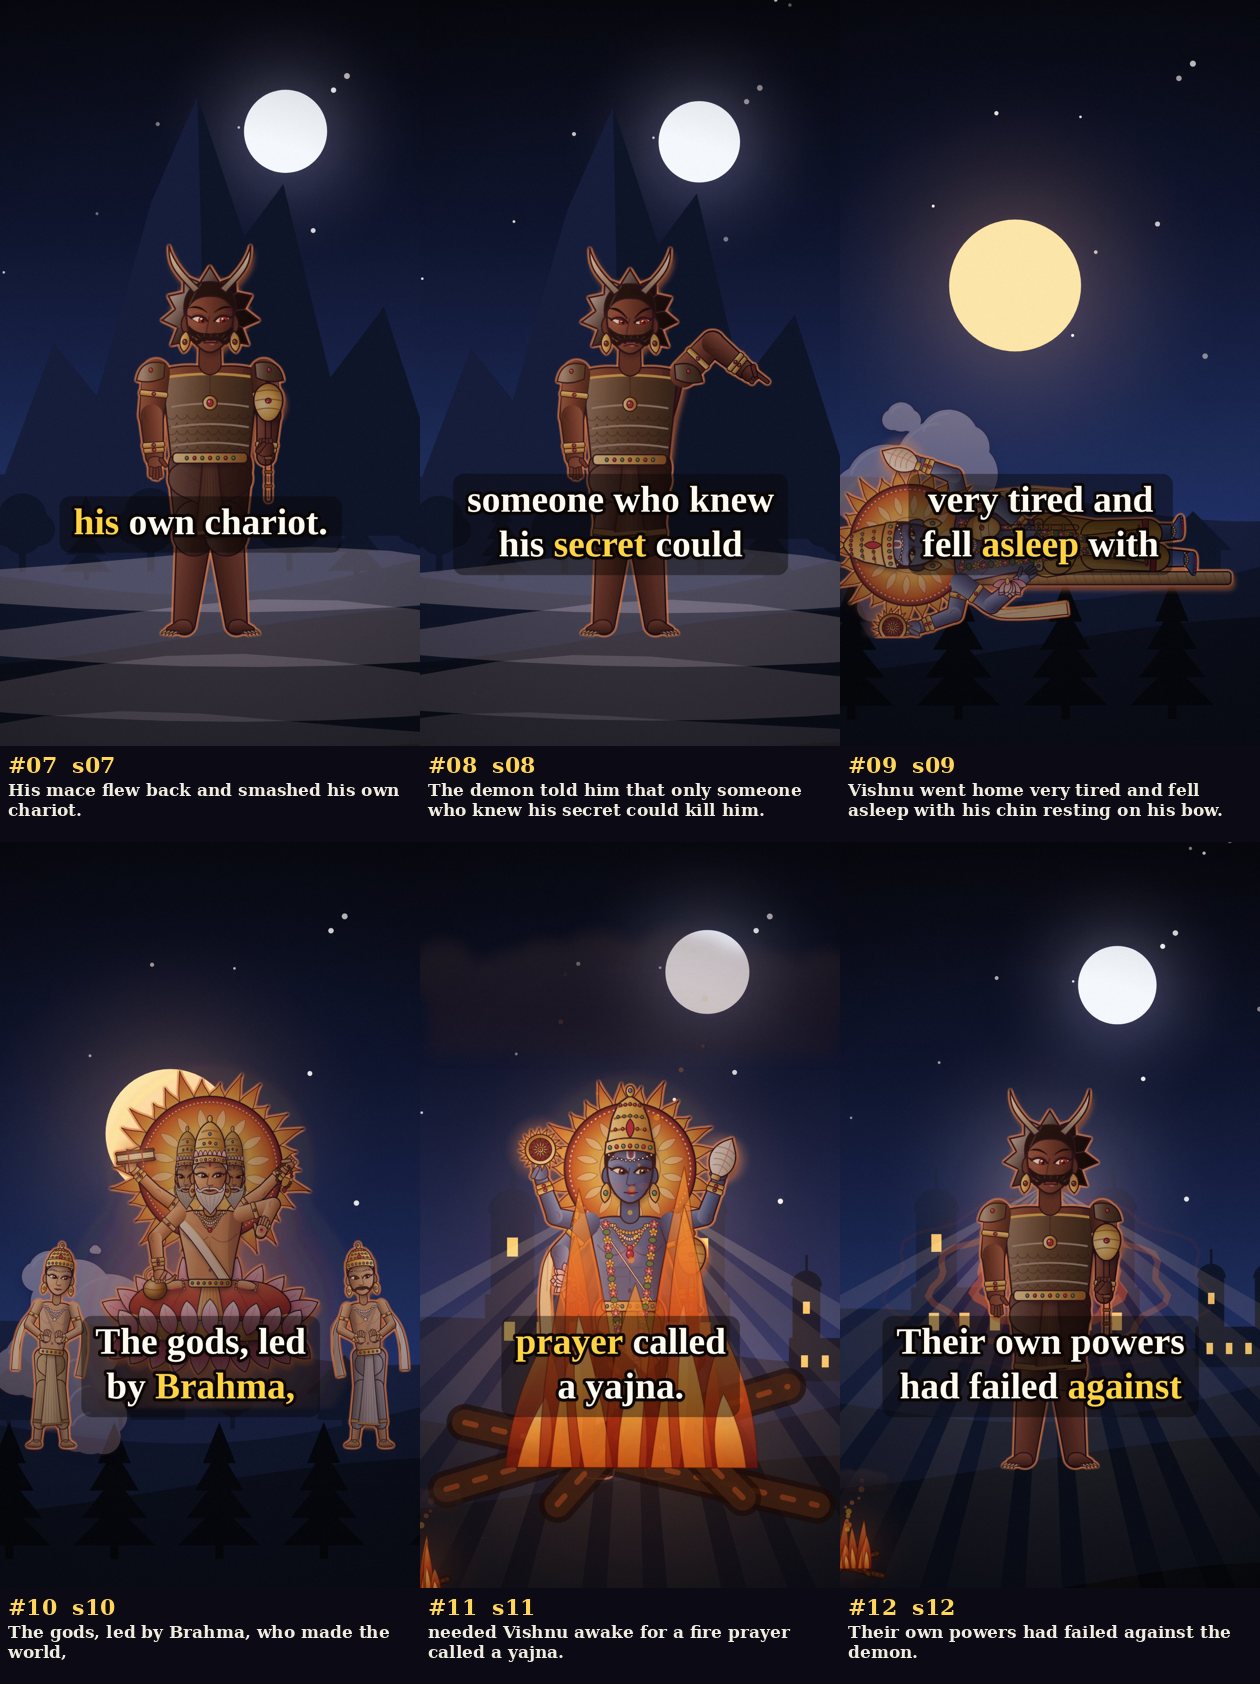 his own chariot.
#07 s07
His mace flew back and smashed his own
chariot.
someone who knew
his secret could
#08 s08
The demon told him that only someone
who knew his secret could kill him.
very tired and
fell asleep with
#09 s09
Vishnu went home very tired and fell
asleep with his chin resting on his bow.
The gods, led
by Brahma,
#10 s10
The gods, led by Brahma, who made the
world,
prayer called
a yajna.
#11 s11
needed Vishnu awake for a fire prayer
called a yajna.
Their own powers
had failed against
#12 s12
Their own powers had failed against the
demon.